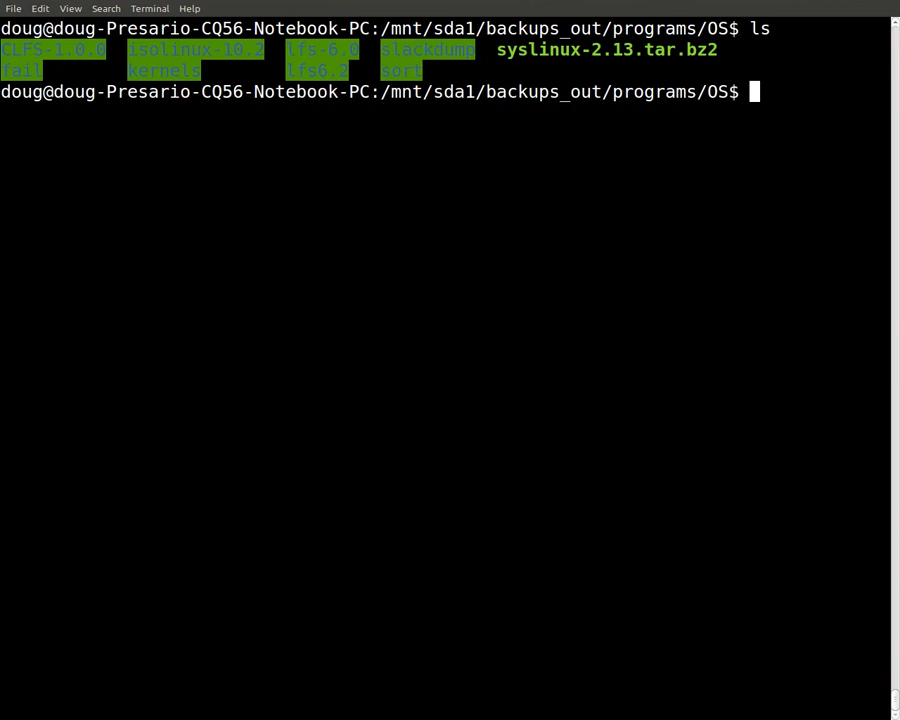 File Edit View Search Terminal Help
doug@doug-Presario-CQ56-Notebook-PC:/mnt/sda1/backups_out/programs/OS$ ls
CLFS-1.0.0 isolinux-10.2 lfs-6.0 slackdump syslinux-2.13.tar.bz2
fail kernels lfs6.2 sort
doug@doug-Presario-CQ56-Notebook-PC:/mnt/sda1/backups_out/programs/OS$